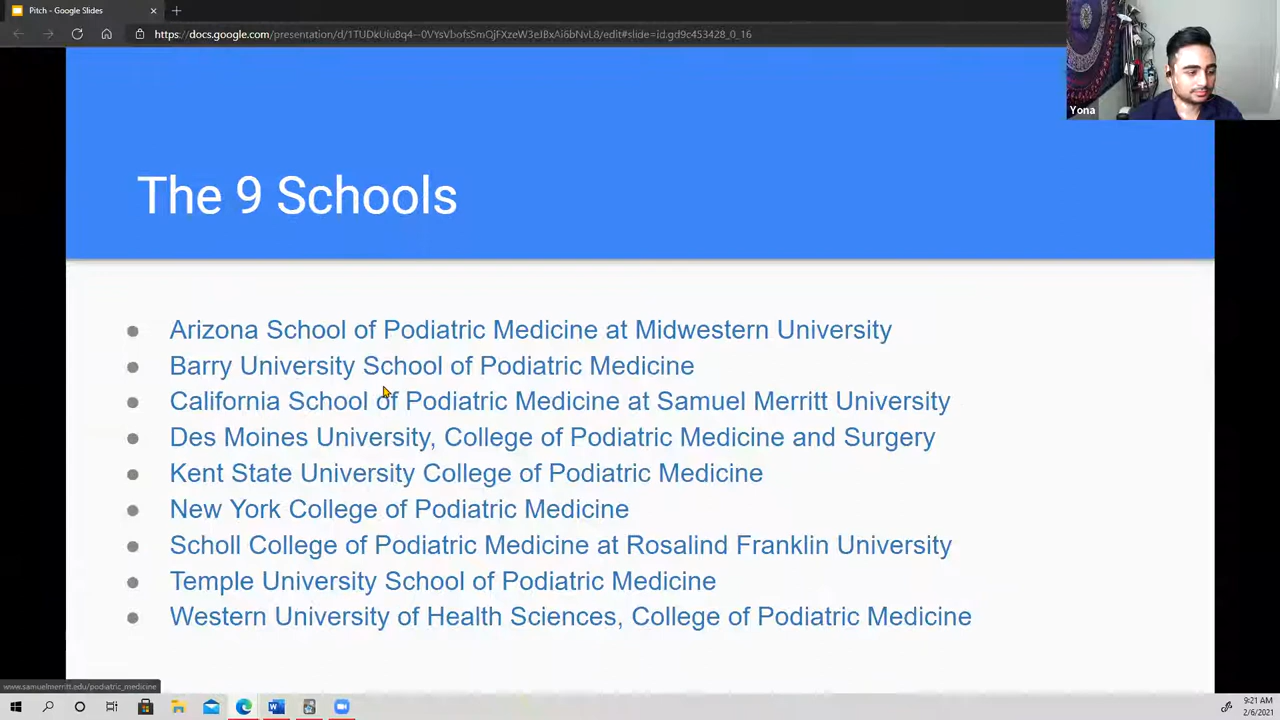 Pitch - Google Slides
https://docs.google.com/presentation/d/1TUDkUiu8q4--0VYsVbofsSmQjFXzeW3eJBxAi6bNvL8/edit#slide=id.gd9c453428_0_16
Yona
The 9 Schools
Arizona School of Podiatric Medicine at Midwestern University
Barry University School of Podiatric Medicine
California School of Podiatric Medicine at Samuel Merritt University
Des Moines University, College of Podiatric Medicine and Surgery
Kent State University College of Podiatric Medicine
New York College of Podiatric Medicine
Scholl College of Podiatric Medicine at Rosalind Franklin University
Temple University School of Podiatric Medicine
Western University of Health Sciences, College of Podiatric Medicine
www.samuelmerritt.edu/podiatric_medicine
9:21 AM
2/6/2021